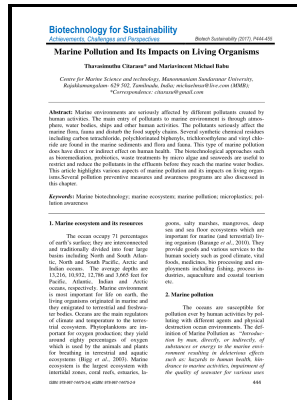 Biotechnology for Sustainability
Achievements, Challenges and Perspectives
Biotech Sustainability (2017), P444-455
Marine Pollution and Its Impacts on Living Organisms
Thavasimuthu Citarasu* and Mariavincent Michael Babu
Centre for Marine Science and technology, Manonmaniam Sundaranar University,
Rajakkamangalam- 629 502, Tamilnadu, India; michaelmsu@live.com (MMB);
*Correspondence: citarasu@gmail.com
Abstract: Marine environments are seriously affected by different pollutants created by
human activities. The main entry of pollutants to marine environment is through atmos-
phere, water bodies, ships and other human activities. The pollutants seriously affect the
marine flora, fauna and disturb the food supply chains. Several synthetic chemical residues
including carbon tetrachloride, polychlorinated biphenyls, trichloroethylene and vinyl chlo-
ride are found in the marine sediments and flora and fauna. This type of marine pollution
does have direct or indirect effect on human health. The biotechnological approaches such
as bioremediation, probiotics, waste treatments by micro algae and seaweeds are useful to
restrict and reduce the pollutants in the effluents before they reach the marine water bodies.
This article highlights various aspects of marine pollution and its impacts on living organ-
isms. Several pollution preventive measures and awareness programs are also discussed in
this chapter.
Keywords: Marine biotechnology; marine ecosystem; marine pollution; microplastics; pol-
lution awareness
1. Marine ecosystem and its resources
The ocean occupy 71 percentages
of earth's surface; they are interconnected
and traditionally divided into four large
basins including North and South Atlan-
tic, North and South Pacific, Arctic and
Indian oceans. The average depths are
13,216, 10,932, 12,786 and 3,665 feet for
Pacific, Atlantic, Indian and Arctic
oceans, respectively. Marine environment
is most important for life on earth, the
living organisms originated in marine and
they emigrated to terrestrial and freshwa-
ter bodies. Oceans are the main regulators
of climate and temperature in the terres-
trial ecosystem. Phytoplanktons are im-
portant for oxygen production; they yield
around eighty percentages of oxygen
which is used by the animals and plants
for breathing in terrestrial and aquatic
ecosystems (Bigg et al., 2003). Marine
ecosystem is the largest ecosystem with
intertidal zones, coral reefs, estuaries, la-
goons, salty marshes, mangroves, deep
sea and sea floor ecosystems which are
important for marine (and terrestrial) liv-
ing organism (Barange et al., 2010). They
provide goods and various services to the
human society such as good climate, vital
foods, medicines, bio processing and em-
ployments including fishing, process in-
dustries, aquaculture and coastal tourism
etc.
2. Marine pollution
The oceans are susceptible for
pollution ever by human activities by pol-
luting with different agents and physical
destruction ocean environments. The def-
inition of Marine Pollution as "Introduc-
tion by man, directly, or indirectly, of
substances or energy to the marine envi-
ronment resulting in deleterious effects
such as: hazards to human health, hin-
drance to marine activities, impairment of
the quality of seawater for various uses
444